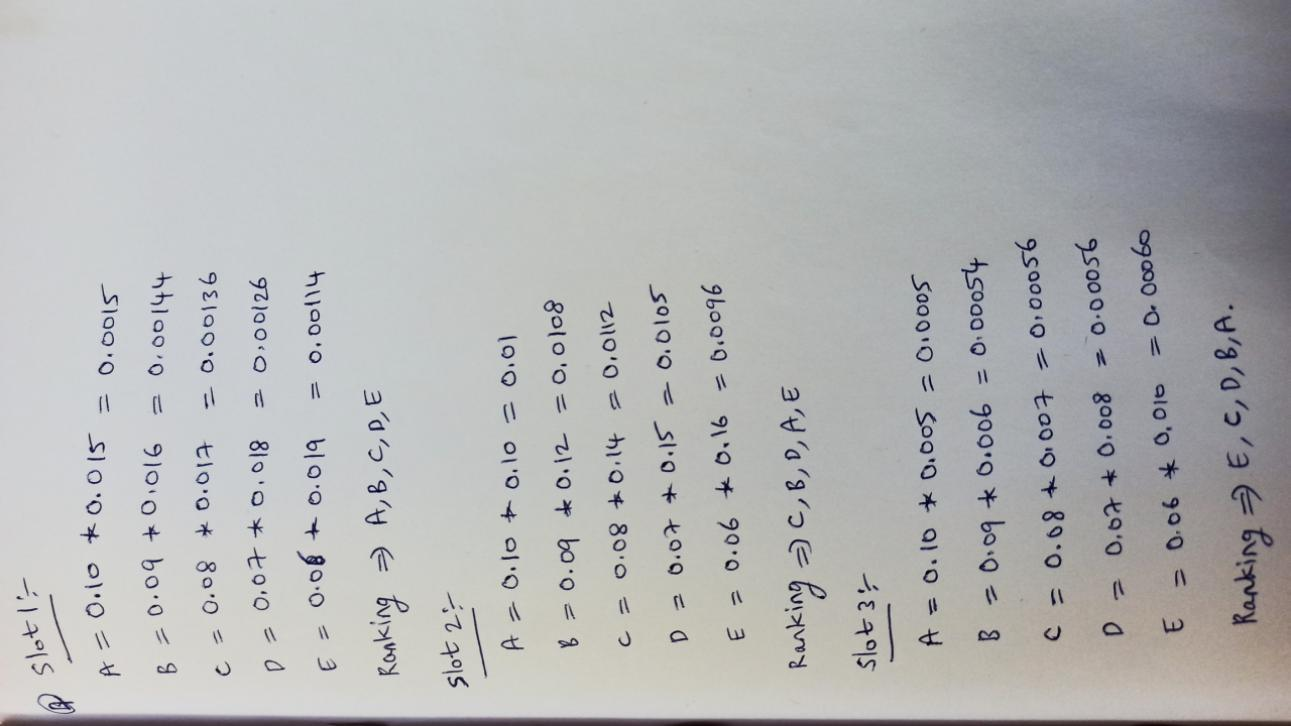 (A) Slot 1:-
A = 0.10 * 0.015 = 0.0015
B = 0.09 * 0.016 = 0.00144
C = 0.08 * 0.017 = 0.00136
D = 0.07 * 0.018 = 0.00126
E = 0.06 * 0.019 = 0.00114
Ranking ⇒ A, B, C, D, E
Slot 2:-
A = 0.10 * 0.10 = 0.01
B = 0.09 * 0.12 = 0.0108
C = 0.08 * 0.14 = 0.0112
D = 0.07 * 0.15 = 0.0105
E = 0.06 * 0.16 = 0.0096
Ranking ⇒ C, B, D, A, E
Slot 3:-
A = 0.10 * 0.005 = 0.0005
B = 0.09 * 0.006 = 0.00054
C = 0.08 * 0.007 = 0.00056
D = 0.07 * 0.008 = 0.00056
E = 0.06 * 0.010 = 0.00060
Ranking ⇒ E, C, D, B, A.